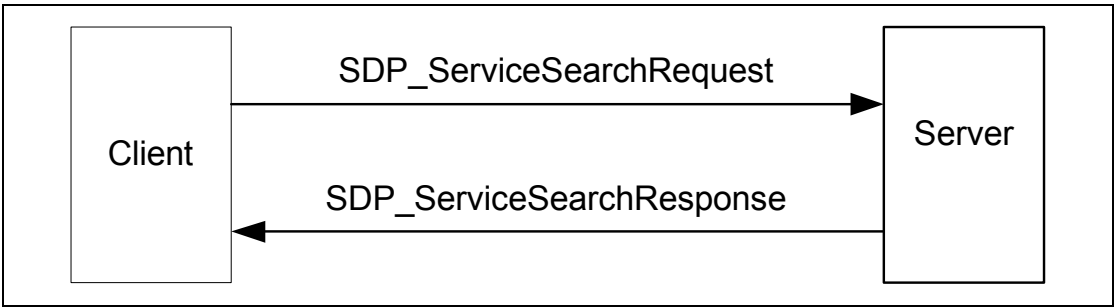 SDP_ServiceSearchRequest
Client
Server
SDP_ServiceSearchResponse